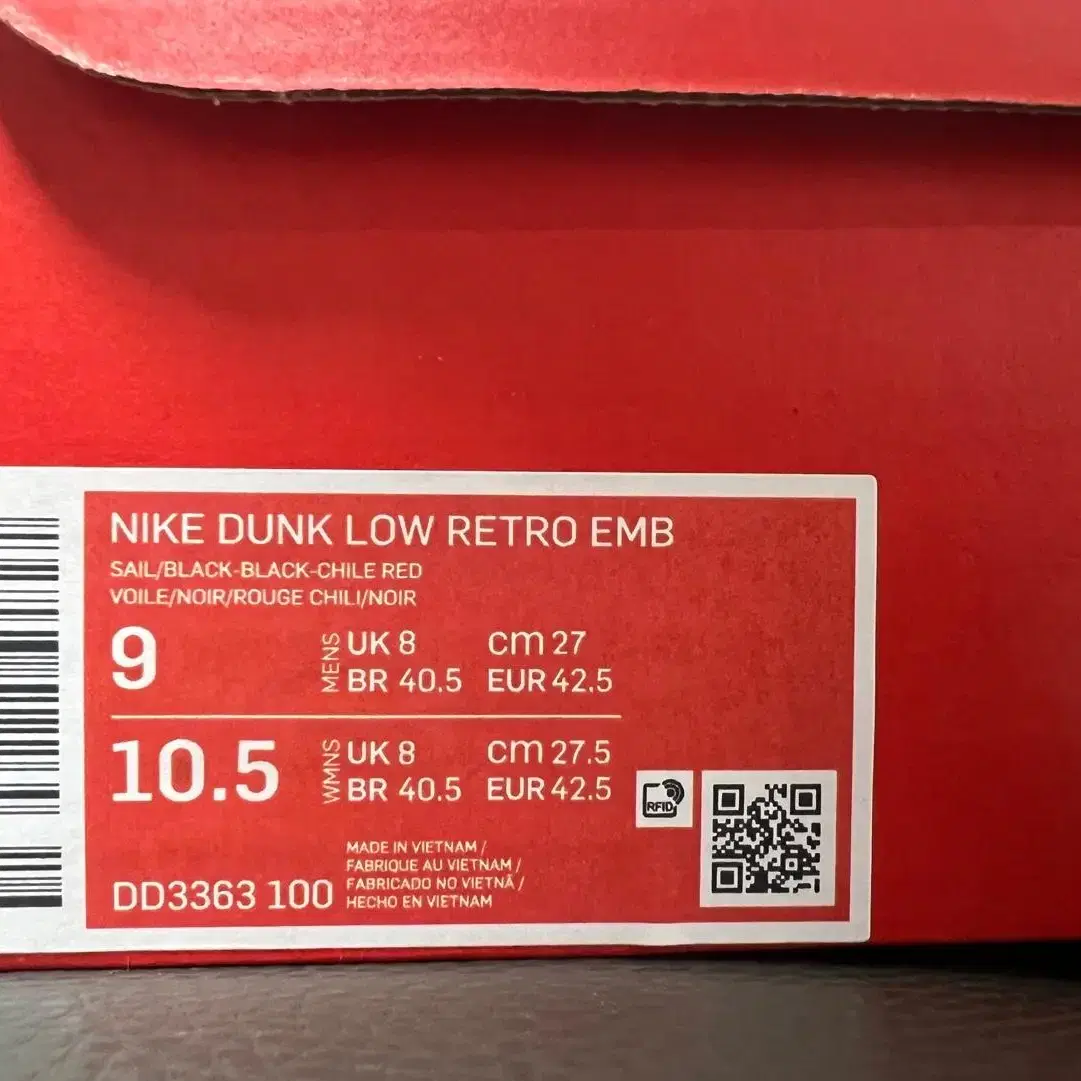 NIKE DUNK LOW RETRO EMB
SAIL/BLACK-BLACK-CHILE RED
VOILE/NOIR/ROUGE CHILI/NOIR
9 MENS UK 8 cm 27
BR 40.5 EUR 42.5
10.5 WMNS UK 8 cm 27.5
BR 40.5 EUR 42.5
RFID
MADE IN VIETNAM /
FABRIQUE AU VIETNAM /
FABRICADO NO VIETNÃ /
HECHO EN VIETNAM
DD3363 100